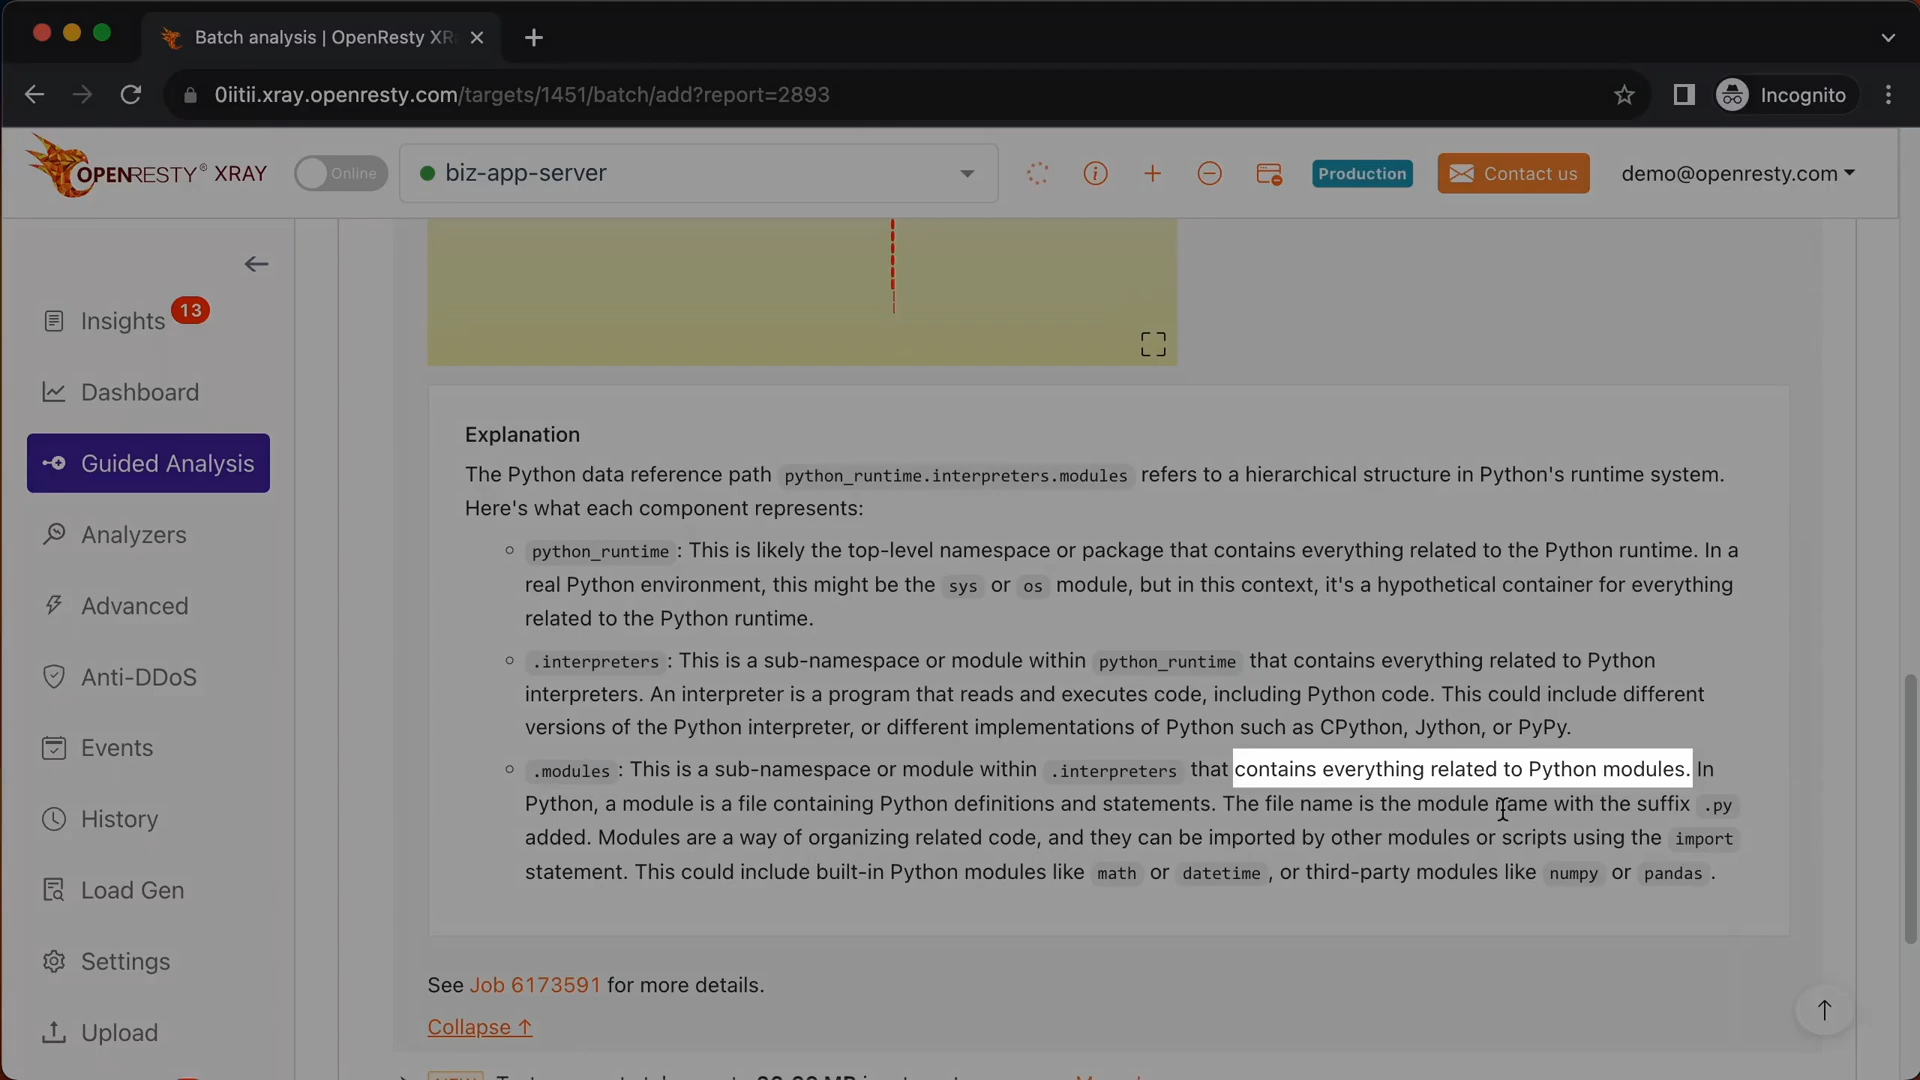 Batch analysis | OpenResty XR
0iitii.xray.openresty.com/targets/1451/batch/add?report=2893
Incognito
OPENRESTY® XRAY
Online
biz-app-server
Production
Contact us
demo@openresty.com
Insights 13
Dashboard
Guided Analysis
Analyzers
Advanced
Anti-DDoS
Events
History
Load Gen
Settings
Upload
Explanation
The Python data reference path python_runtime.interpreters.modules refers to a hierarchical structure in Python's runtime system.
Here's what each component represents:
python_runtime : This is likely the top-level namespace or package that contains everything related to the Python runtime. In a
real Python environment, this might be the sys or os module, but in this context, it's a hypothetical container for everything
related to the Python runtime.
.interpreters : This is a sub-namespace or module within python_runtime that contains everything related to Python
interpreters. An interpreter is a program that reads and executes code, including Python code. This could include different
versions of the Python interpreter, or different implementations of Python such as CPython, Jython, or PyPy.
.modules : This is a sub-namespace or module within .interpreters that contains everything related to Python modules. In
Python, a module is a file containing Python definitions and statements. The file name is the module name with the suffix .py
added. Modules are a way of organizing related code, and they can be imported by other modules or scripts using the import
statement. This could include built-in Python modules like math or datetime , or third-party modules like numpy or pandas .
See Job 6173591 for more details.
Collapse ↑